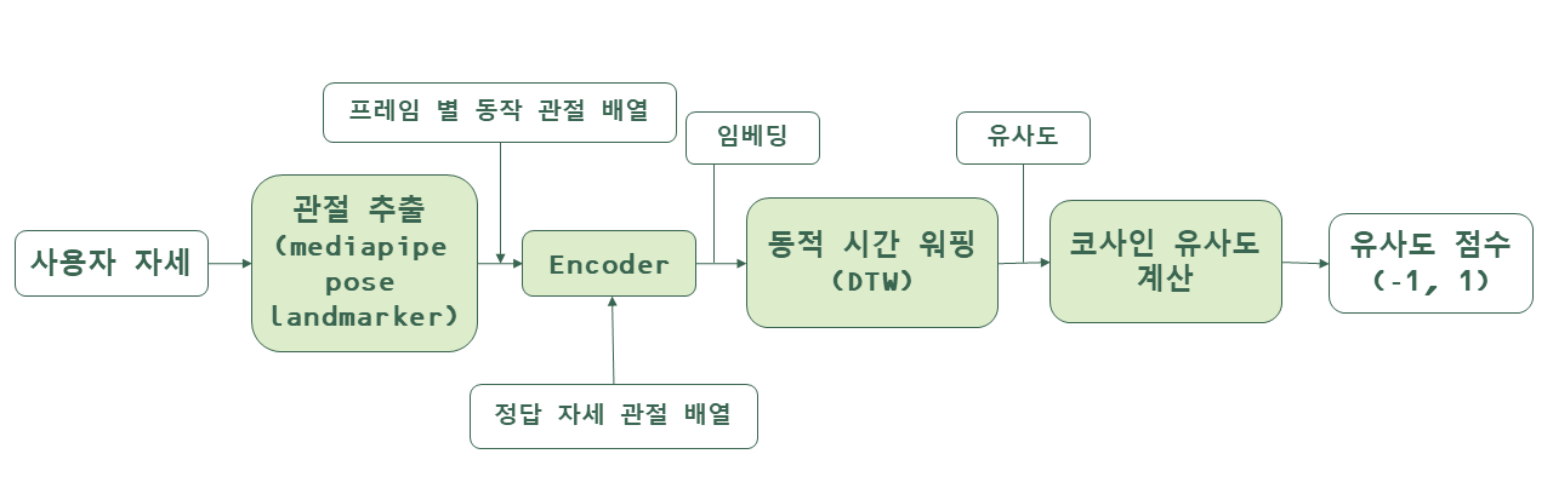 프레임 별 동작 관절 배열
임베딩
유사도
사용자 자세
관절 추출
(mediapipe
pose
landmarker)
Encoder
동적 시간 워핑
(DTW)
코사인 유사도
계산
유사도 점수
(-1, 1)
정답 자세 관절 배열